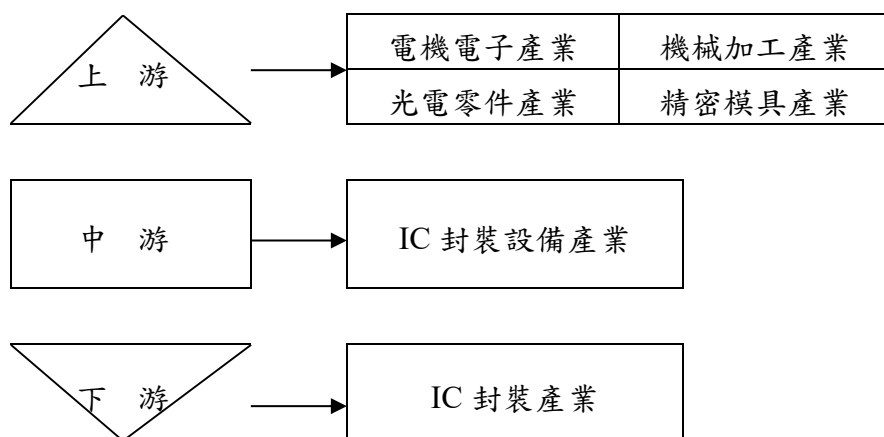 上 游
電機電子產業 機械加工產業
光電零件產業 精密模具產業
中 游
IC 封裝設備產業
下 游
IC 封裝產業